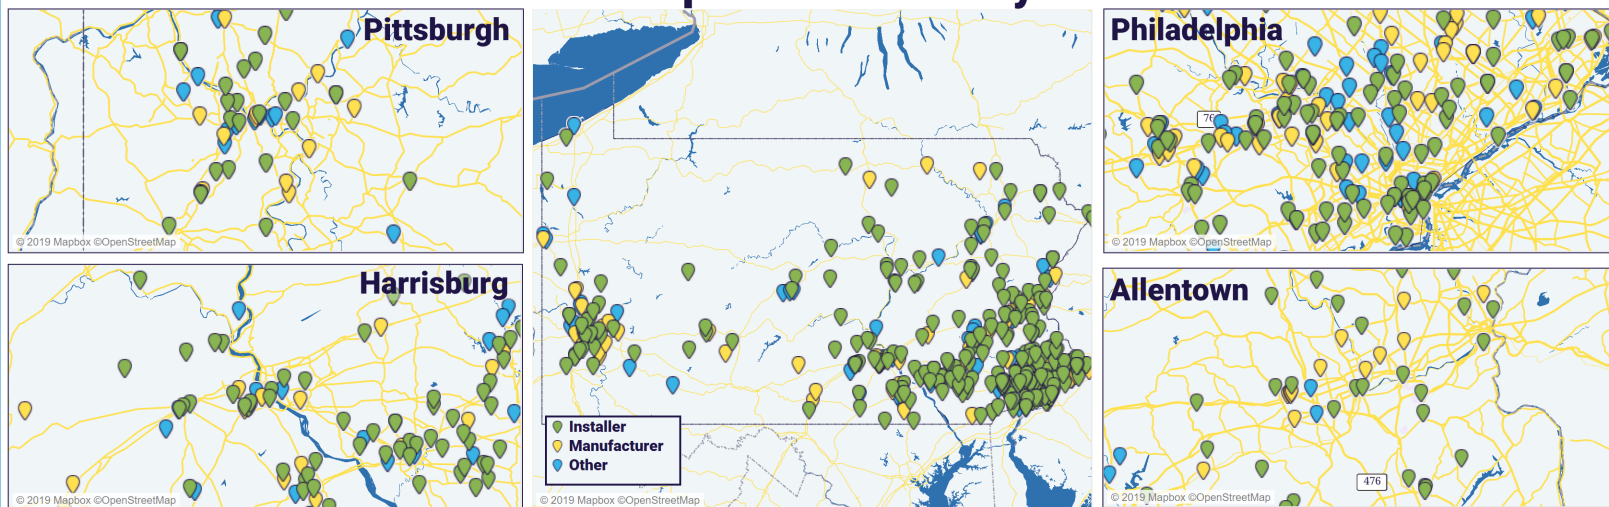 Pittsburgh
© 2019 Mapbox ©OpenStreetMap
Harrisburg
© 2019 Mapbox ©OpenStreetMap
Installer
Manufacturer
Other
© 2019 Mapbox ©OpenStreetMap
Philadelphia
76
© 2019 Mapbox ©OpenStreetMap
Allentown
476
© 2019 Mapbox ©OpenStreetMap